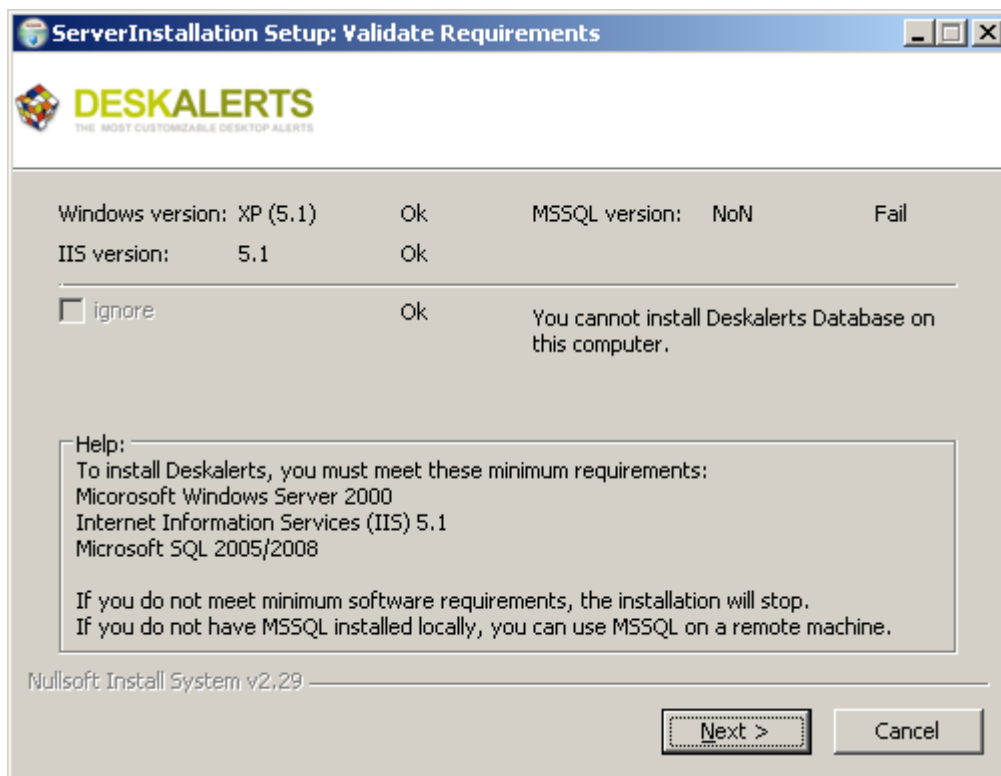 ServerInstallation Setup: Validate Requirements
DESKALERTS
THE MOST CUSTOMIZABLE DESKTOP ALERTS
Windows version: XP (5.1) Ok MSSQL version: NoN Fail
IIS version: 5.1 Ok
ignore Ok You cannot install Deskalerts Database on
this computer.
Help:
To install Deskalerts, you must meet these minimum requirements:
Micorosoft Windows Server 2000
Internet Information Services (IIS) 5.1
Microsoft SQL 2005/2008
If you do not meet minimum software requirements, the installation will stop.
If you do not have MSSQL installed locally, you can use MSSQL on a remote machine.
Nullsoft Install System v2.29
Next > Cancel